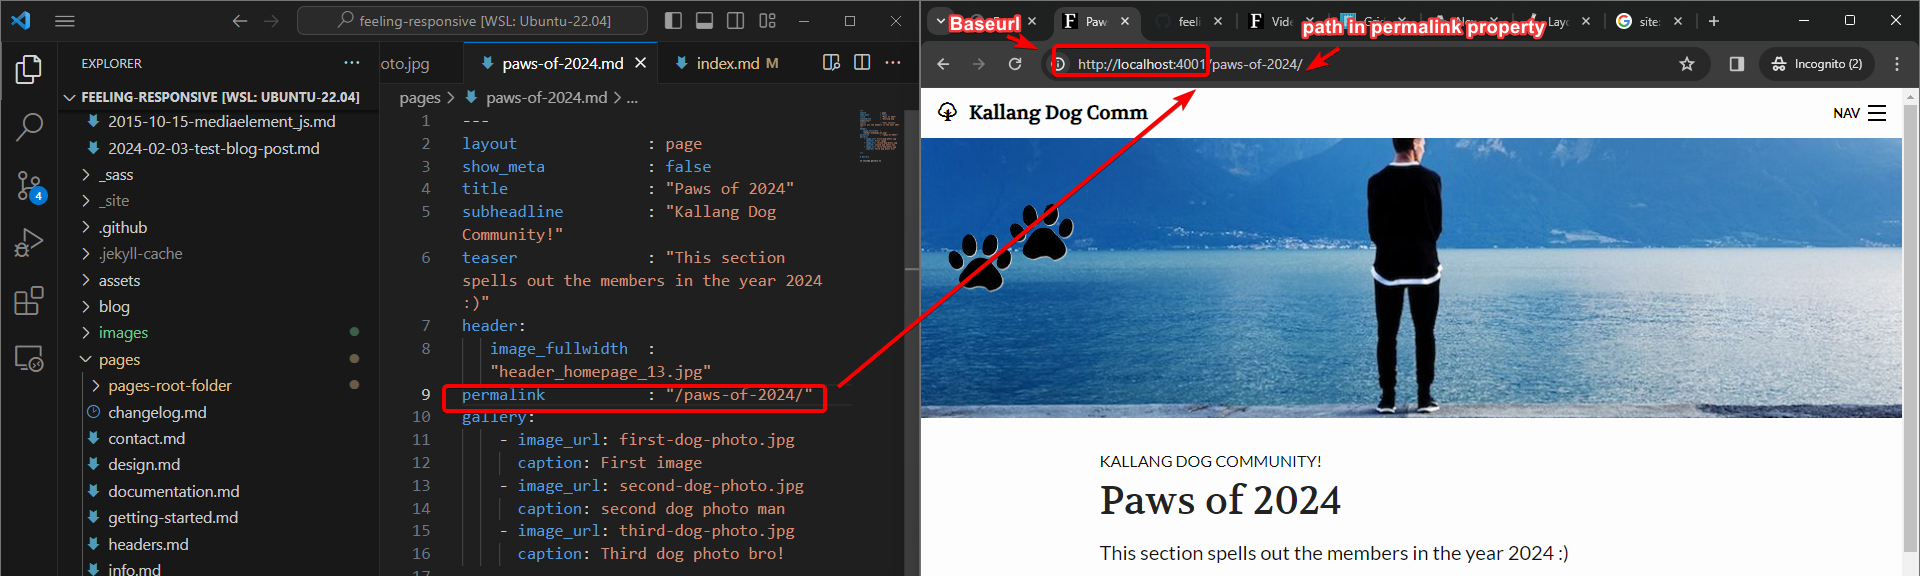 feeling-responsive [WSL: Ubuntu-22.04]
EXPLORER
FEELING-RESPONSIVE [WSL: UBUNTU-22.04]
2015-10-15-mediaelement_js.md
2024-02-03-test-blog-post.md
_sass
_site
.github
.jekyll-cache
assets
blog
images
pages
pages-root-folder
changelog.md
contact.md
design.md
documentation.md
getting-started.md
headers.md
info.md
4
oto.jpg
paws-of-2024.md
index.md M
pages > paws-of-2024.md > ...
1 ---
2 layout : page
3 show_meta : false
4 title : "Paws of 2024"
5 subheadline : "Kallang Dog
Community!"
6 teaser : "This section
spells out the members in the year 2024
:)"
7 header:
8 image_fullwidth :
"header_homepage_13.jpg"
9 permalink : "/paws-of-2024/"
10 gallery:
11 - image_url: first-dog-photo.jpg
12 caption: First image
13 - image_url: second-dog-photo.jpg
14 caption: second dog photo man
15 - image_url: third-dog-photo.jpg
16 caption: Third dog photo bro!
17
Baseurl
Paw
feeli
Vide
Lay
site:
path in permalink property
http://localhost:4001/paws-of-2024/
Incognito (2)
Kallang Dog Comm
NAV
KALLANG DOG COMMUNITY!
Paws of 2024
This section spells out the members in the year 2024 :)